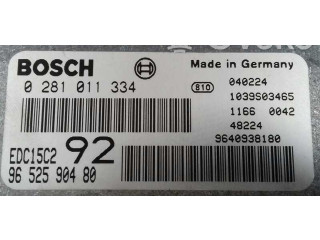 BOSCH
Made in Germany
0 281 011 334
810
040224
1039S03465
1166 0042
48224
9640938180
EDC15C2 92
96 525 904 80